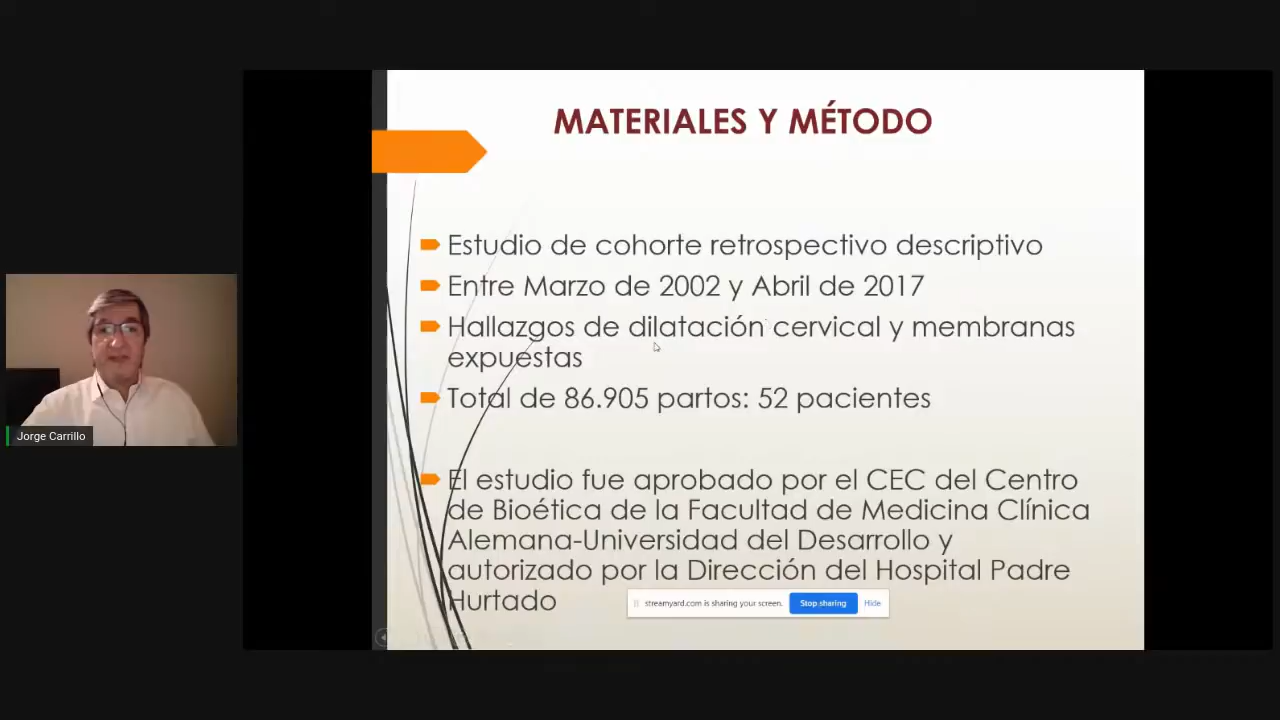 MATERIALES Y MÉTODO
Estudio de cohorte retrospectivo descriptivo
Entre Marzo de 2002 y Abril de 2017
Hallazgos de dilatación cervical y membranas
expuestas
Total de 86.905 partos: 52 pacientes
El estudio fue aprobado por el CEC del Centro
de Bioética de la Facultad de Medicina Clínica
Alemana-Universidad del Desarrollo y
autorizado por la Dirección del Hospital Padre
Hurtado
streamyard.com is sharing your screen. Stop sharing Hide
Jorge Carrillo